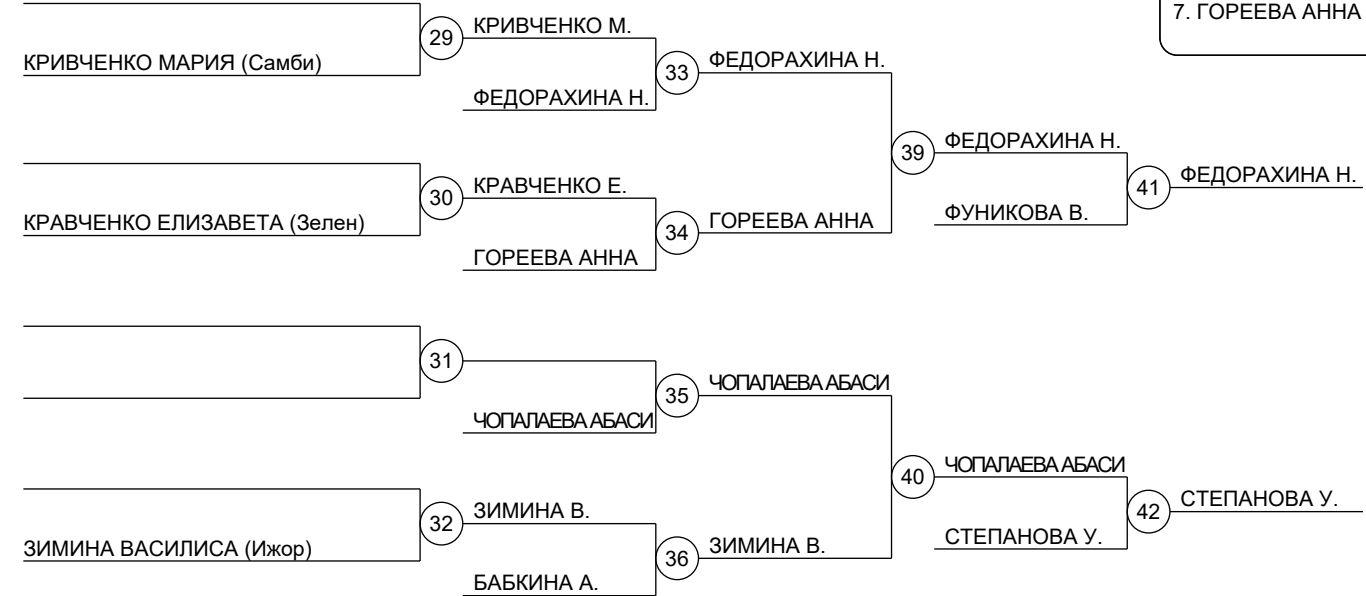 7. ГОРЕЕВА АННА
29
КРИВЧЕНКО М.
КРИВЧЕНКО МАРИЯ (Самби)
33
ФЕДОРАХИНА Н.
ФЕДОРАХИНА Н.
39
ФЕДОРАХИНА Н.
30
КРАВЧЕНКО Е.
41
ФЕДОРАХИНА Н.
КРАВЧЕНКО ЕЛИЗАВЕТА (Зелен)
34
ГОРЕЕВА АННА
ФУНИКОВА В.
ГОРЕЕВА АННА
31
35
ЧОПАЛАЕВА АБАСИ
ЧОПАЛАЕВА АБАСИ
40
ЧОПАЛАЕВА АБАСИ
32
ЗИМИНА В.
42
СТЕПАНОВА У.
ЗИМИНА ВАСИЛИСА (Ижор)
36
ЗИМИНА В.
СТЕПАНОВА У.
БАБКИНА А.